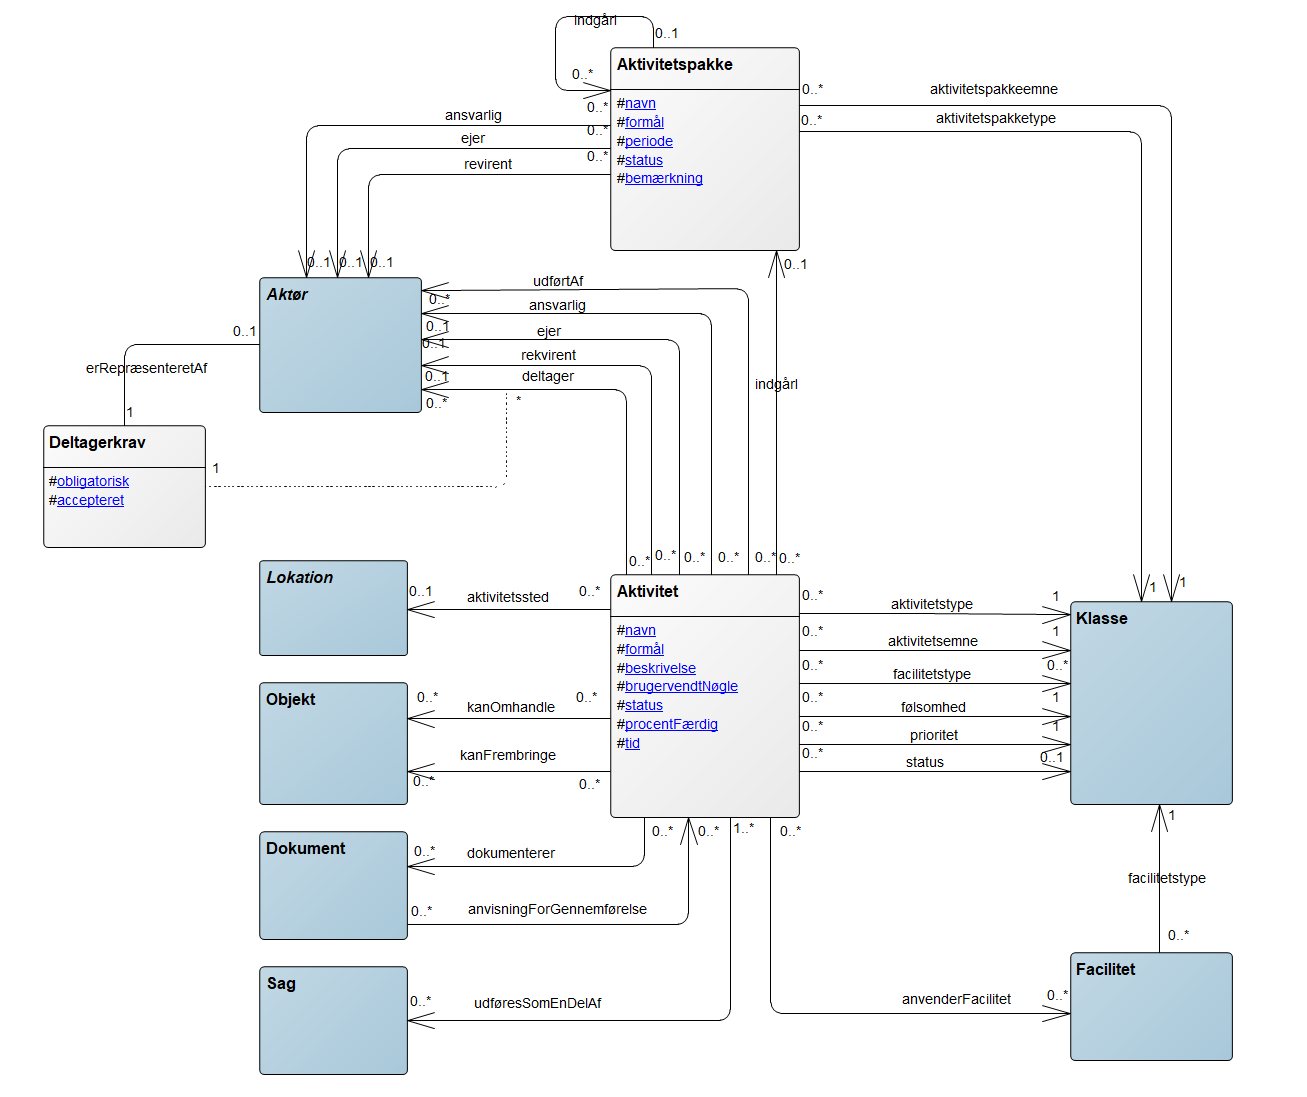 indgårI
0..1
0..*
Aktivitetspakke
#navn
#formål
#periode
#status
#bemærkning
0..*
aktivitetspakkeemne
0..*
aktivitetspakketype
0..*
ansvarlig
0..*
ejer
0..*
revirent
0..1
0..1
0..1
0..1
Aktør
udførtAf
0..*
ansvarlig
0..1
ejer
0..1
rekvirent
0..1
deltager
0..*
*
indgårI
0..1
erRepræsenteretAf
1
Deltagerkrav
#obligatorisk
#accepteret
1
0..*
0..*
0..*
0..*
0..*
0..*
1
1
Lokation
0..1
aktivitetssted
0..*
Aktivitet
#navn
#formål
#beskrivelse
#brugervendtNøgle
#status
#procentFærdig
#tid
0..*
aktivitetstype
1
0..*
aktivitetsemne
1
0..*
facilitetstype
0..*
0..*
følsomhed
1
0..*
prioritet
1
0..*
status
0..1
Klasse
Objekt
0..*
kanOmhandle
0..*
kanFrembringe
0..*
0..*
Dokument
0..*
dokumenterer
0..*
0..*
anvisningForGennemførelse
0..*
1..*
0..*
1
facilitetstype
0..*
Sag
0..*
udføresSomEnDelAf
anvenderFacilitet
0..*
Facilitet